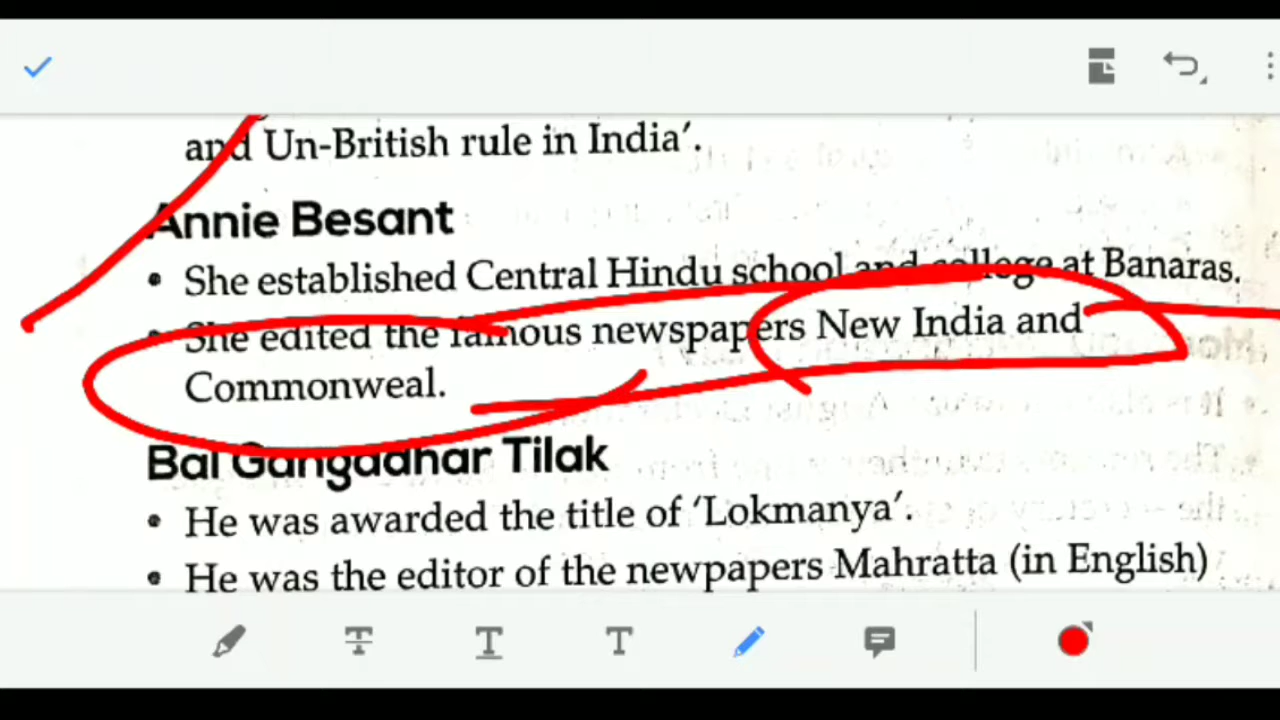 and Un-British rule in India'.
Annie Besant
• She established Central Hindu school and college at Banaras.
• She edited the famous newspapers New India and
Commonweal.
Bal Gangadhar Tilak
• He was awarded the title of 'Lokmanya'.
• He was the editor of the newpapers Mahratta (in English)